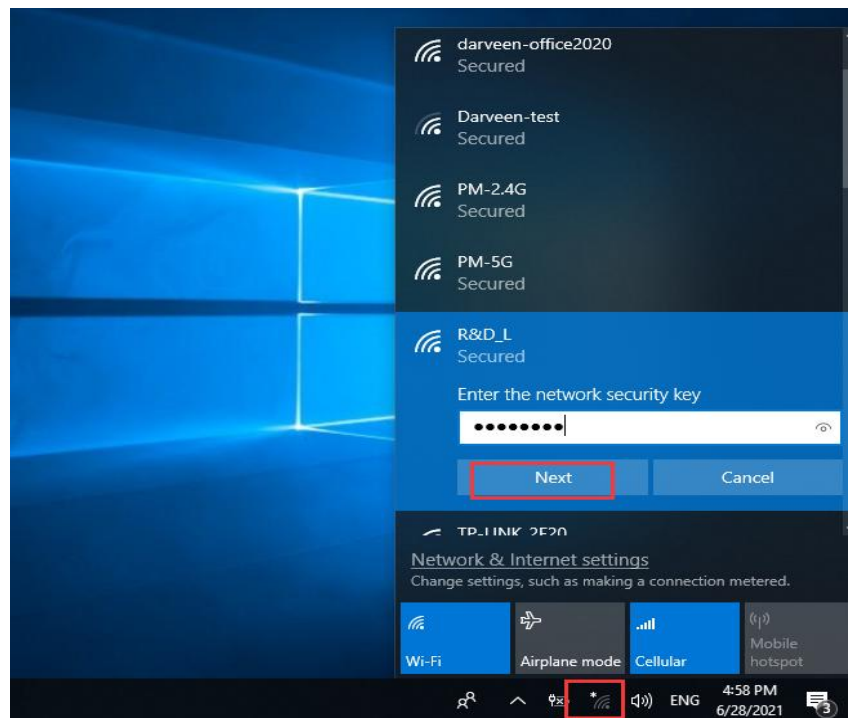 darveen-office2020
Secured
Darveen-test
Secured
PM-2.4G
Secured
PM-5G
Secured
R&D_L
Secured
Enter the network security key
••••••••
Next Cancel
TP-LINK_2F20
Network & Internet settings
Change settings, such as making a connection metered.
Wi-Fi Airplane mode Cellular Mobile hotspot
ENG 4:58 PM
6/28/2021 3